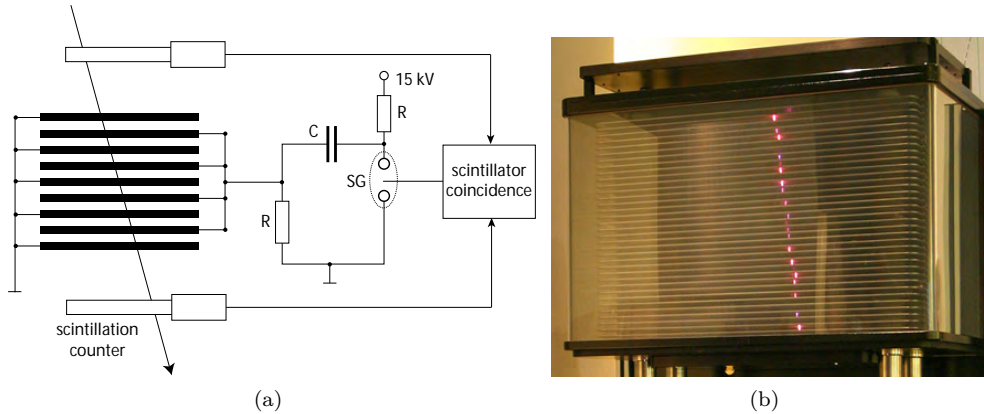 15 kV
R
C
SG
R
scintillator
coincidence
scintillation
counter
(a)
(b)